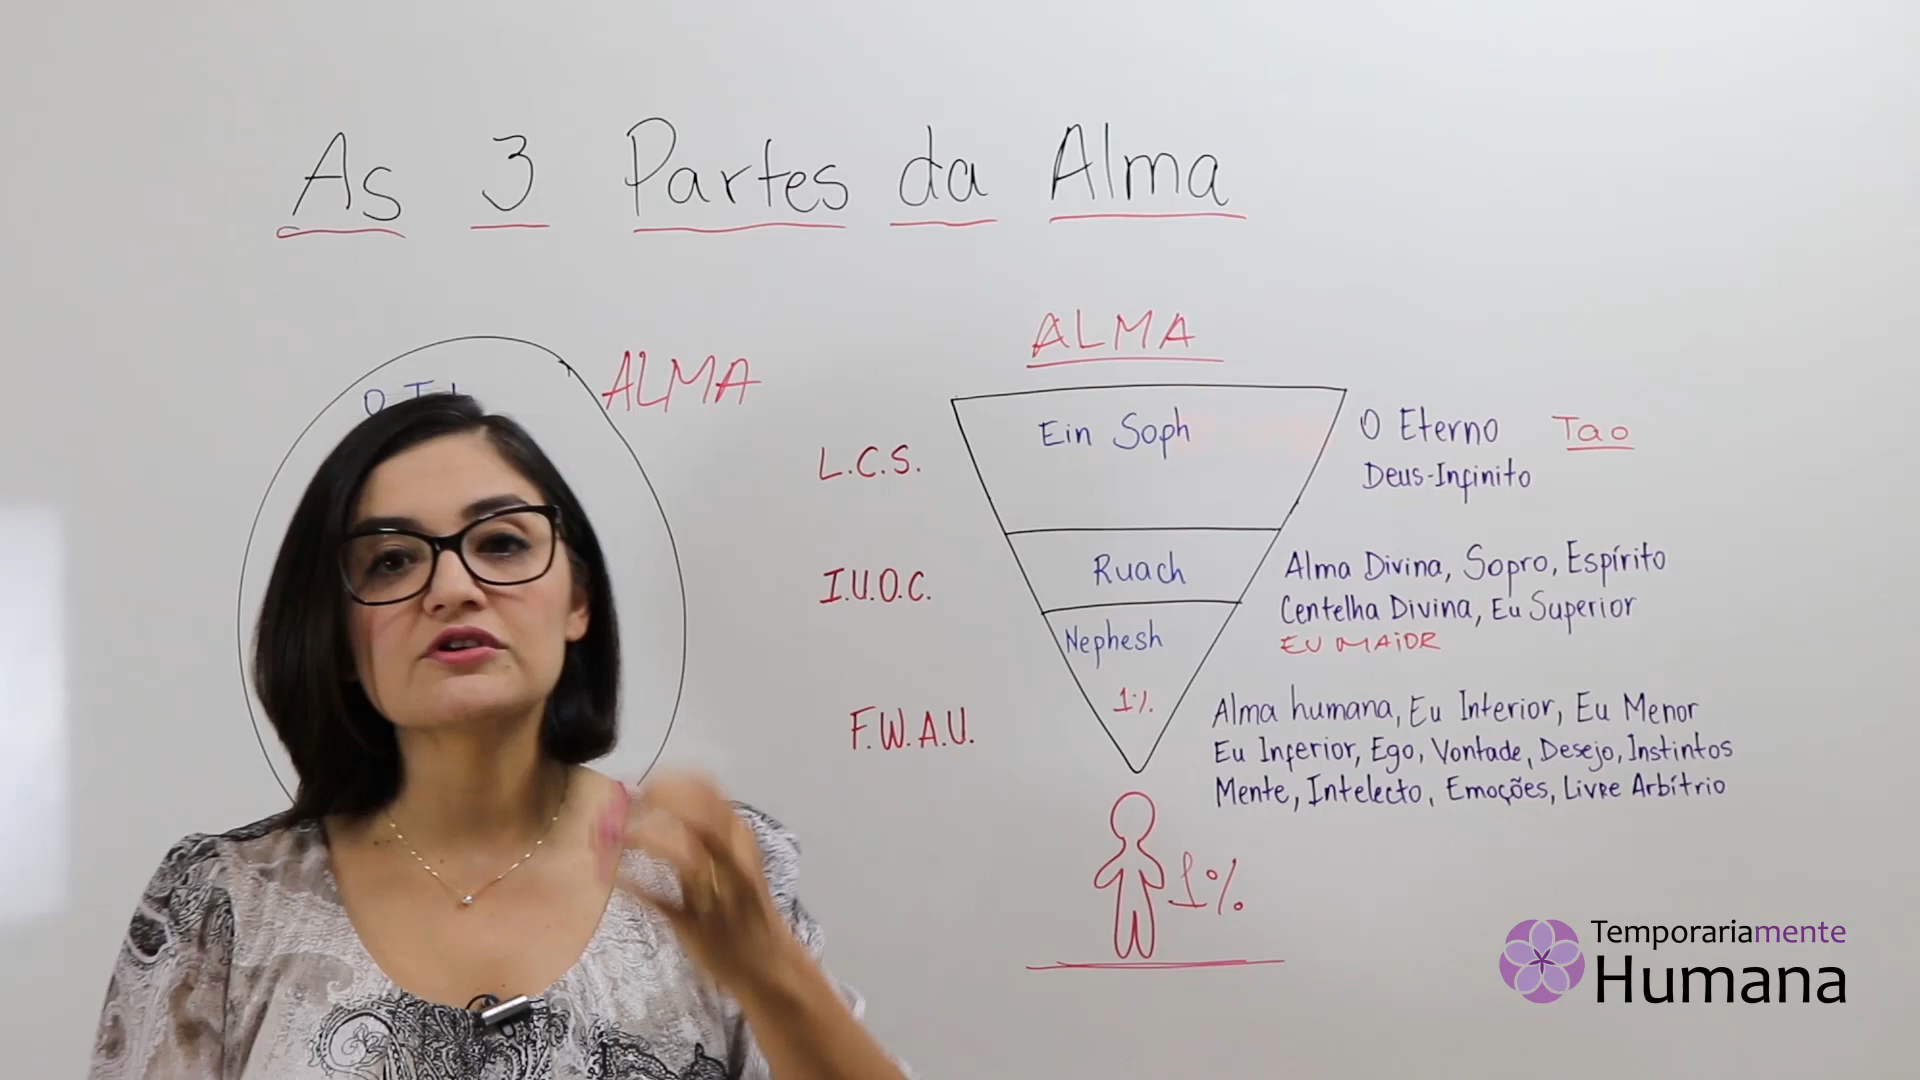 As 3 Partes da Alma
ALMA
ALMA
L.C.S.
Ein Soph
O Eterno Tao
Deus-Infinito
I.U.O.C.
Ruach
Alma Divina, Sopro, Espírito
Centelha Divina, Eu Superior
EU MAIOR
Nephesh
1%
F.W.A.U.
Alma humana, Eu Interior, Eu Menor
Eu Inferior, Ego, Vontade, Desejo, Instintos
Mente, Intelecto, Emoções, Livre Arbítrio
1%
Temporariamente
Humana